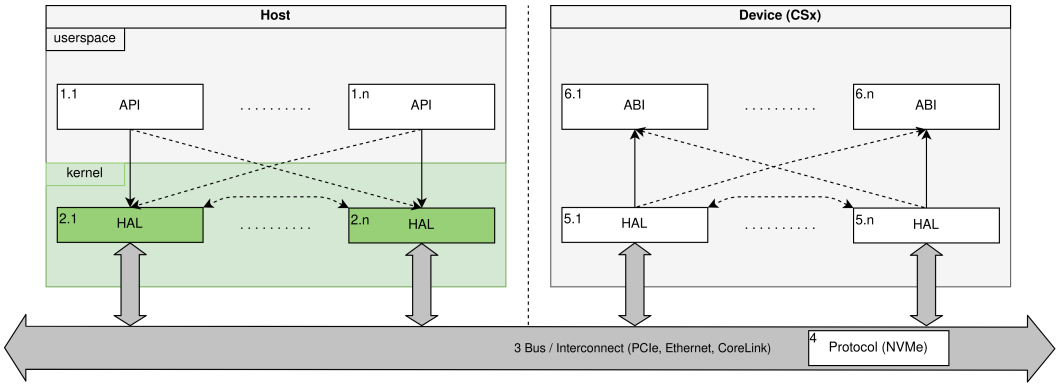 Host
Device (CSx)
userspace
1.1
API
. . . . . . . . . .
1.n
API
6.1
ABI
. . . . . . . . . .
6.n
ABI
kernel
2.1
HAL
. . . . . . . . . .
2.n
HAL
5.1
HAL
. . . . . . . . . .
5.n
HAL
3 Bus / Interconnect (PCIe, Ethernet, CoreLink)
4
Protocol (NVMe)